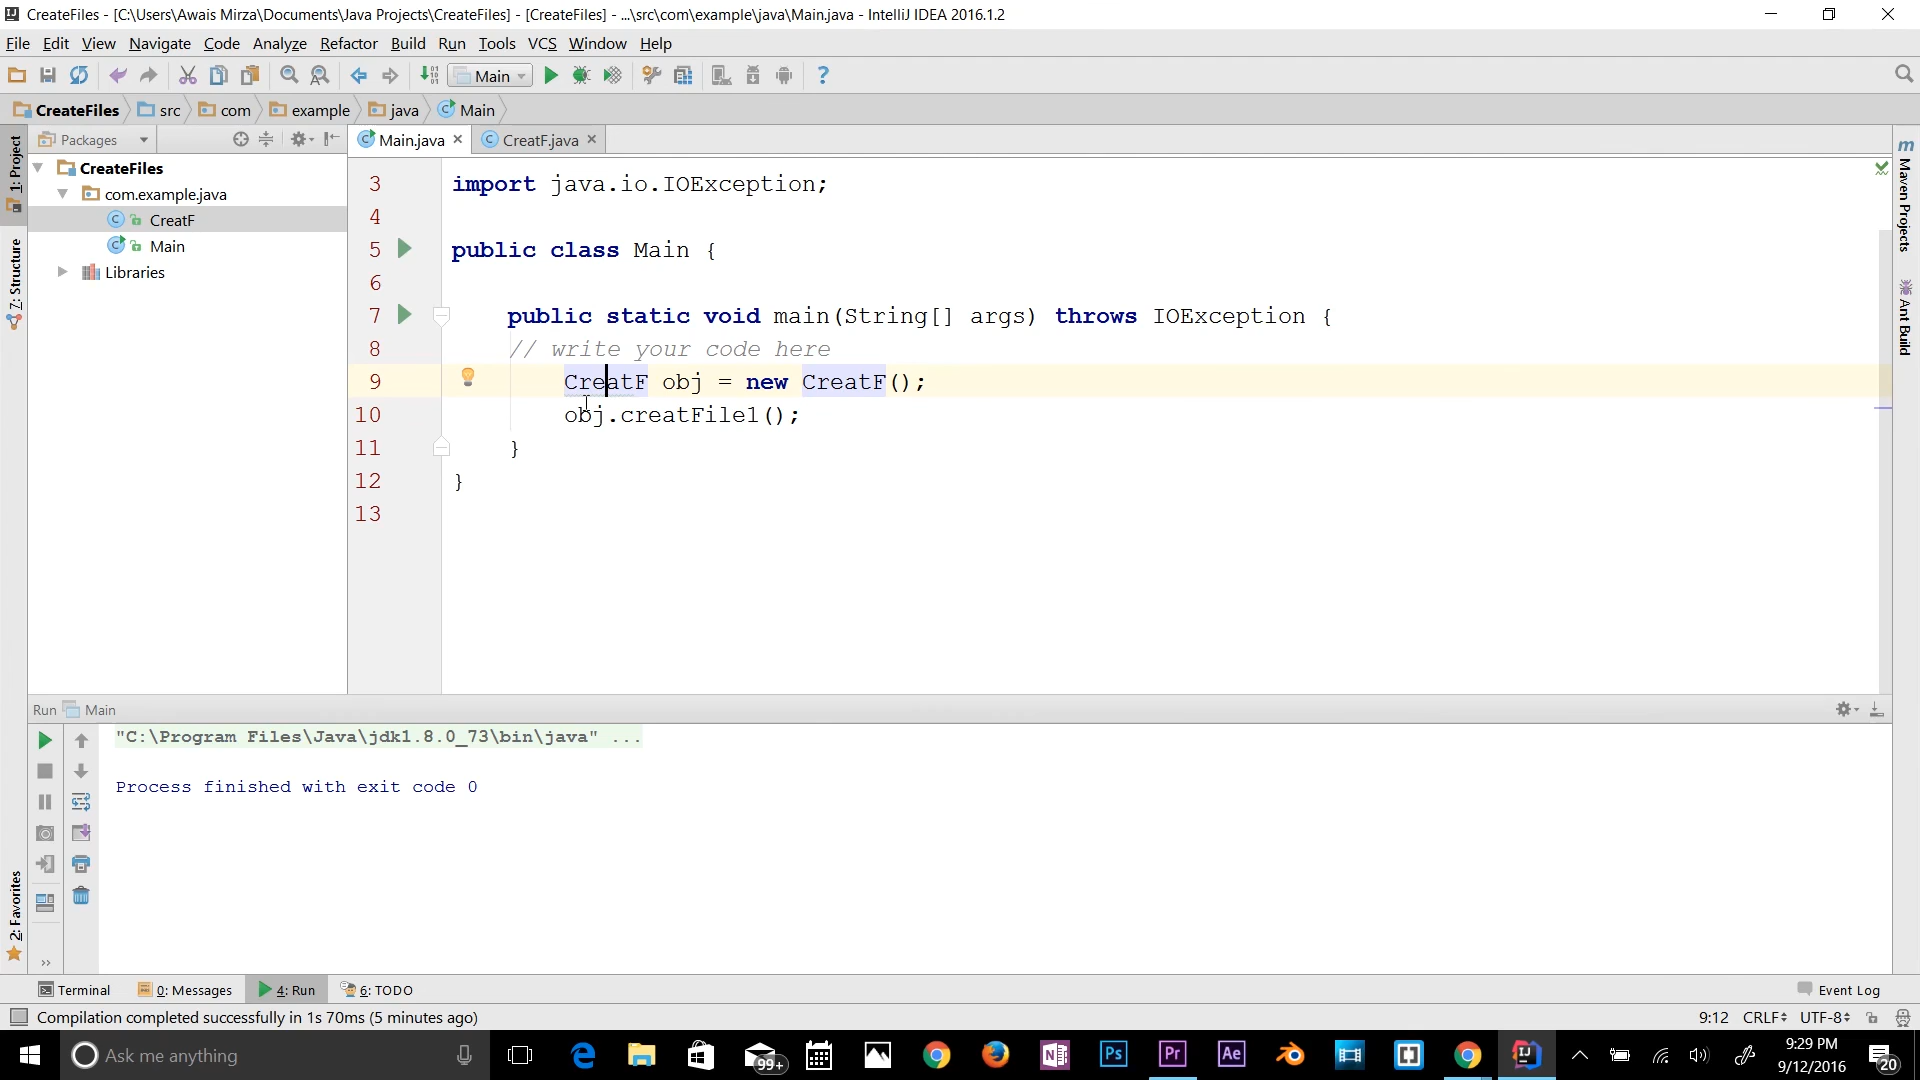 CreateFiles - [C:\Users\Awais Mirza\Documents\Java Projects\CreateFiles] - [CreateFiles] - ...\src\com\example\java\Main.java - IntelliJ IDEA 2016.1.2
File Edit View Navigate Code Analyze Refactor Build Run Tools VCS Window Help
Main
CreateFiles src com example java Main
1: Project
7: Structure
2: Favorites
Packages
CreateFiles
com.example.java
CreatF
Main
Libraries
Main.java CreatF.java
3 import java.io.IOException;
4
5 public class Main {
6
7 public static void main(String[] args) throws IOException {
8 // write your code here
9 CreatF obj = new CreatF();
10 obj.creatFile1();
11 }
12 }
13
Maven Projects
Ant Build
Run Main
"C:\Program Files\Java\jdk1.8.0_73\bin\java" ...
Process finished with exit code 0
Terminal 0: Messages 4: Run 6: TODO Event Log
Compilation completed successfully in 1s 70ms (5 minutes ago) 9:12 CRLF UTF-8
Ask me anything
99+
Ps Pr Ae
9:29 PM
9/12/2016
20